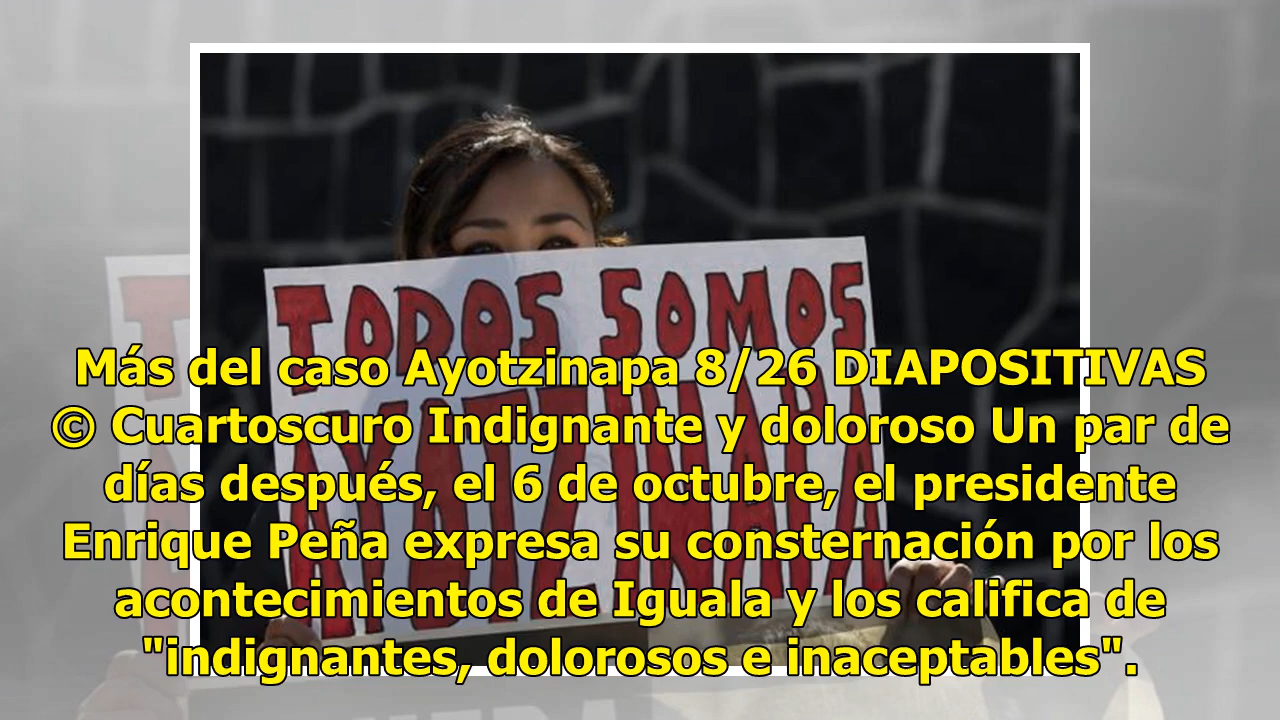 TODOS SOMOS
AYOTZINAPA
Más del caso Ayotzinapa 8/26 DIAPOSITIVAS
© Cuartoscuro Indignante y doloroso Un par de
días después, el 6 de octubre, el presidente
Enrique Peña expresa su consternación por los
acontecimientos de Iguala y los califica de
"indignantes, dolorosos e inaceptables".